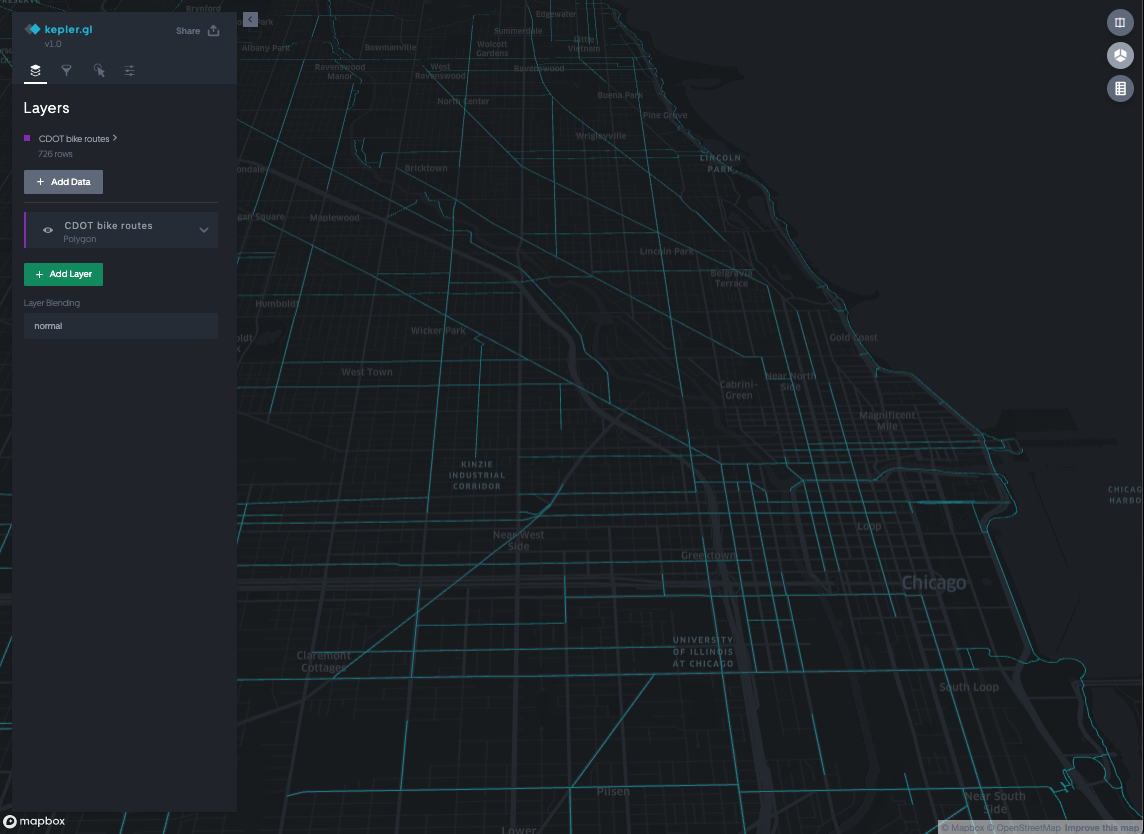 kepler.gl
v1.0
Share
Layers
CDOT bike routes
726 rows
+ Add Data
CDOT bike routes
Polygon
+ Add Layer
Layer Blending
normal
mapbox
Brynford
Edgewater
Summerdale
Albany Park
Bowmanville
Wolcott
Gardens
Little
Vietnam
Ravenswood
Manor
West
Ravenswood
Ravenswood
Buena Park
North Center
Pine Grove
Wrigleyville
LINCOLN
PARK
Bricktown
Maplewood
Lincoln Park
Belgravia
Terrace
Humboldt
Wicker Park
Gold Coast
West Town
Near North
Side
Cabrini-
Green
Magnificent
Mile
KINZIE
INDUSTRIAL
CORRIDOR
Loop
Near West
Side
Greektown
Chicago
UNIVERSITY
OF ILLINOIS
AT CHICAGO
Claremont
Cottages
South Loop
Pilsen
Near South
Side
Lower
© Mapbox © OpenStreetMap Improve this map